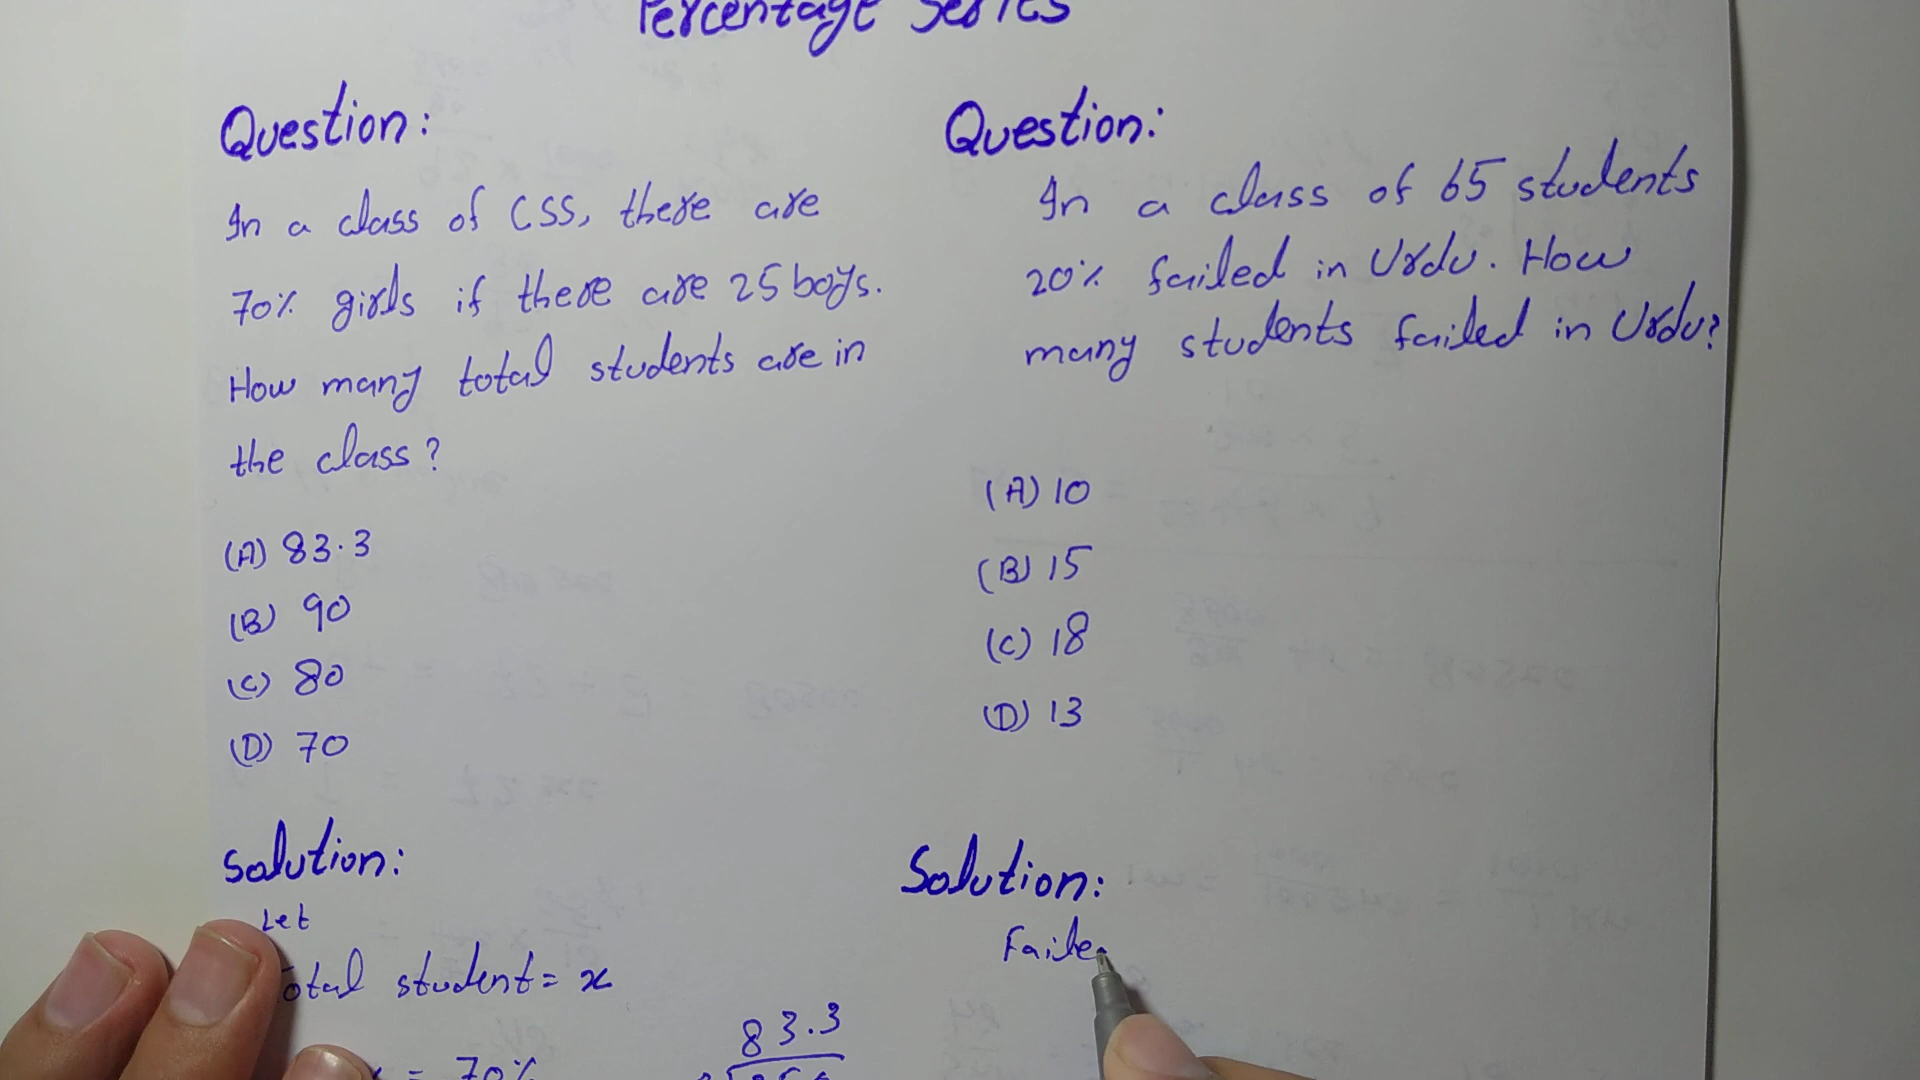 Percentage Series
Question:
In a class of CSS, there are
70% girls if there are 25 boys.
How many total students are in
the class?
(A) 83.3
(B) 90
(C) 80
(D) 70
Solution:
Let
total student = x
= 70%
83.3
Question:
In a class of 65 students
20% failed in Urdu. How
many students failed in Urdu?
(A) 10
(B) 15
(C) 18
(D) 13
Solution:
Faile